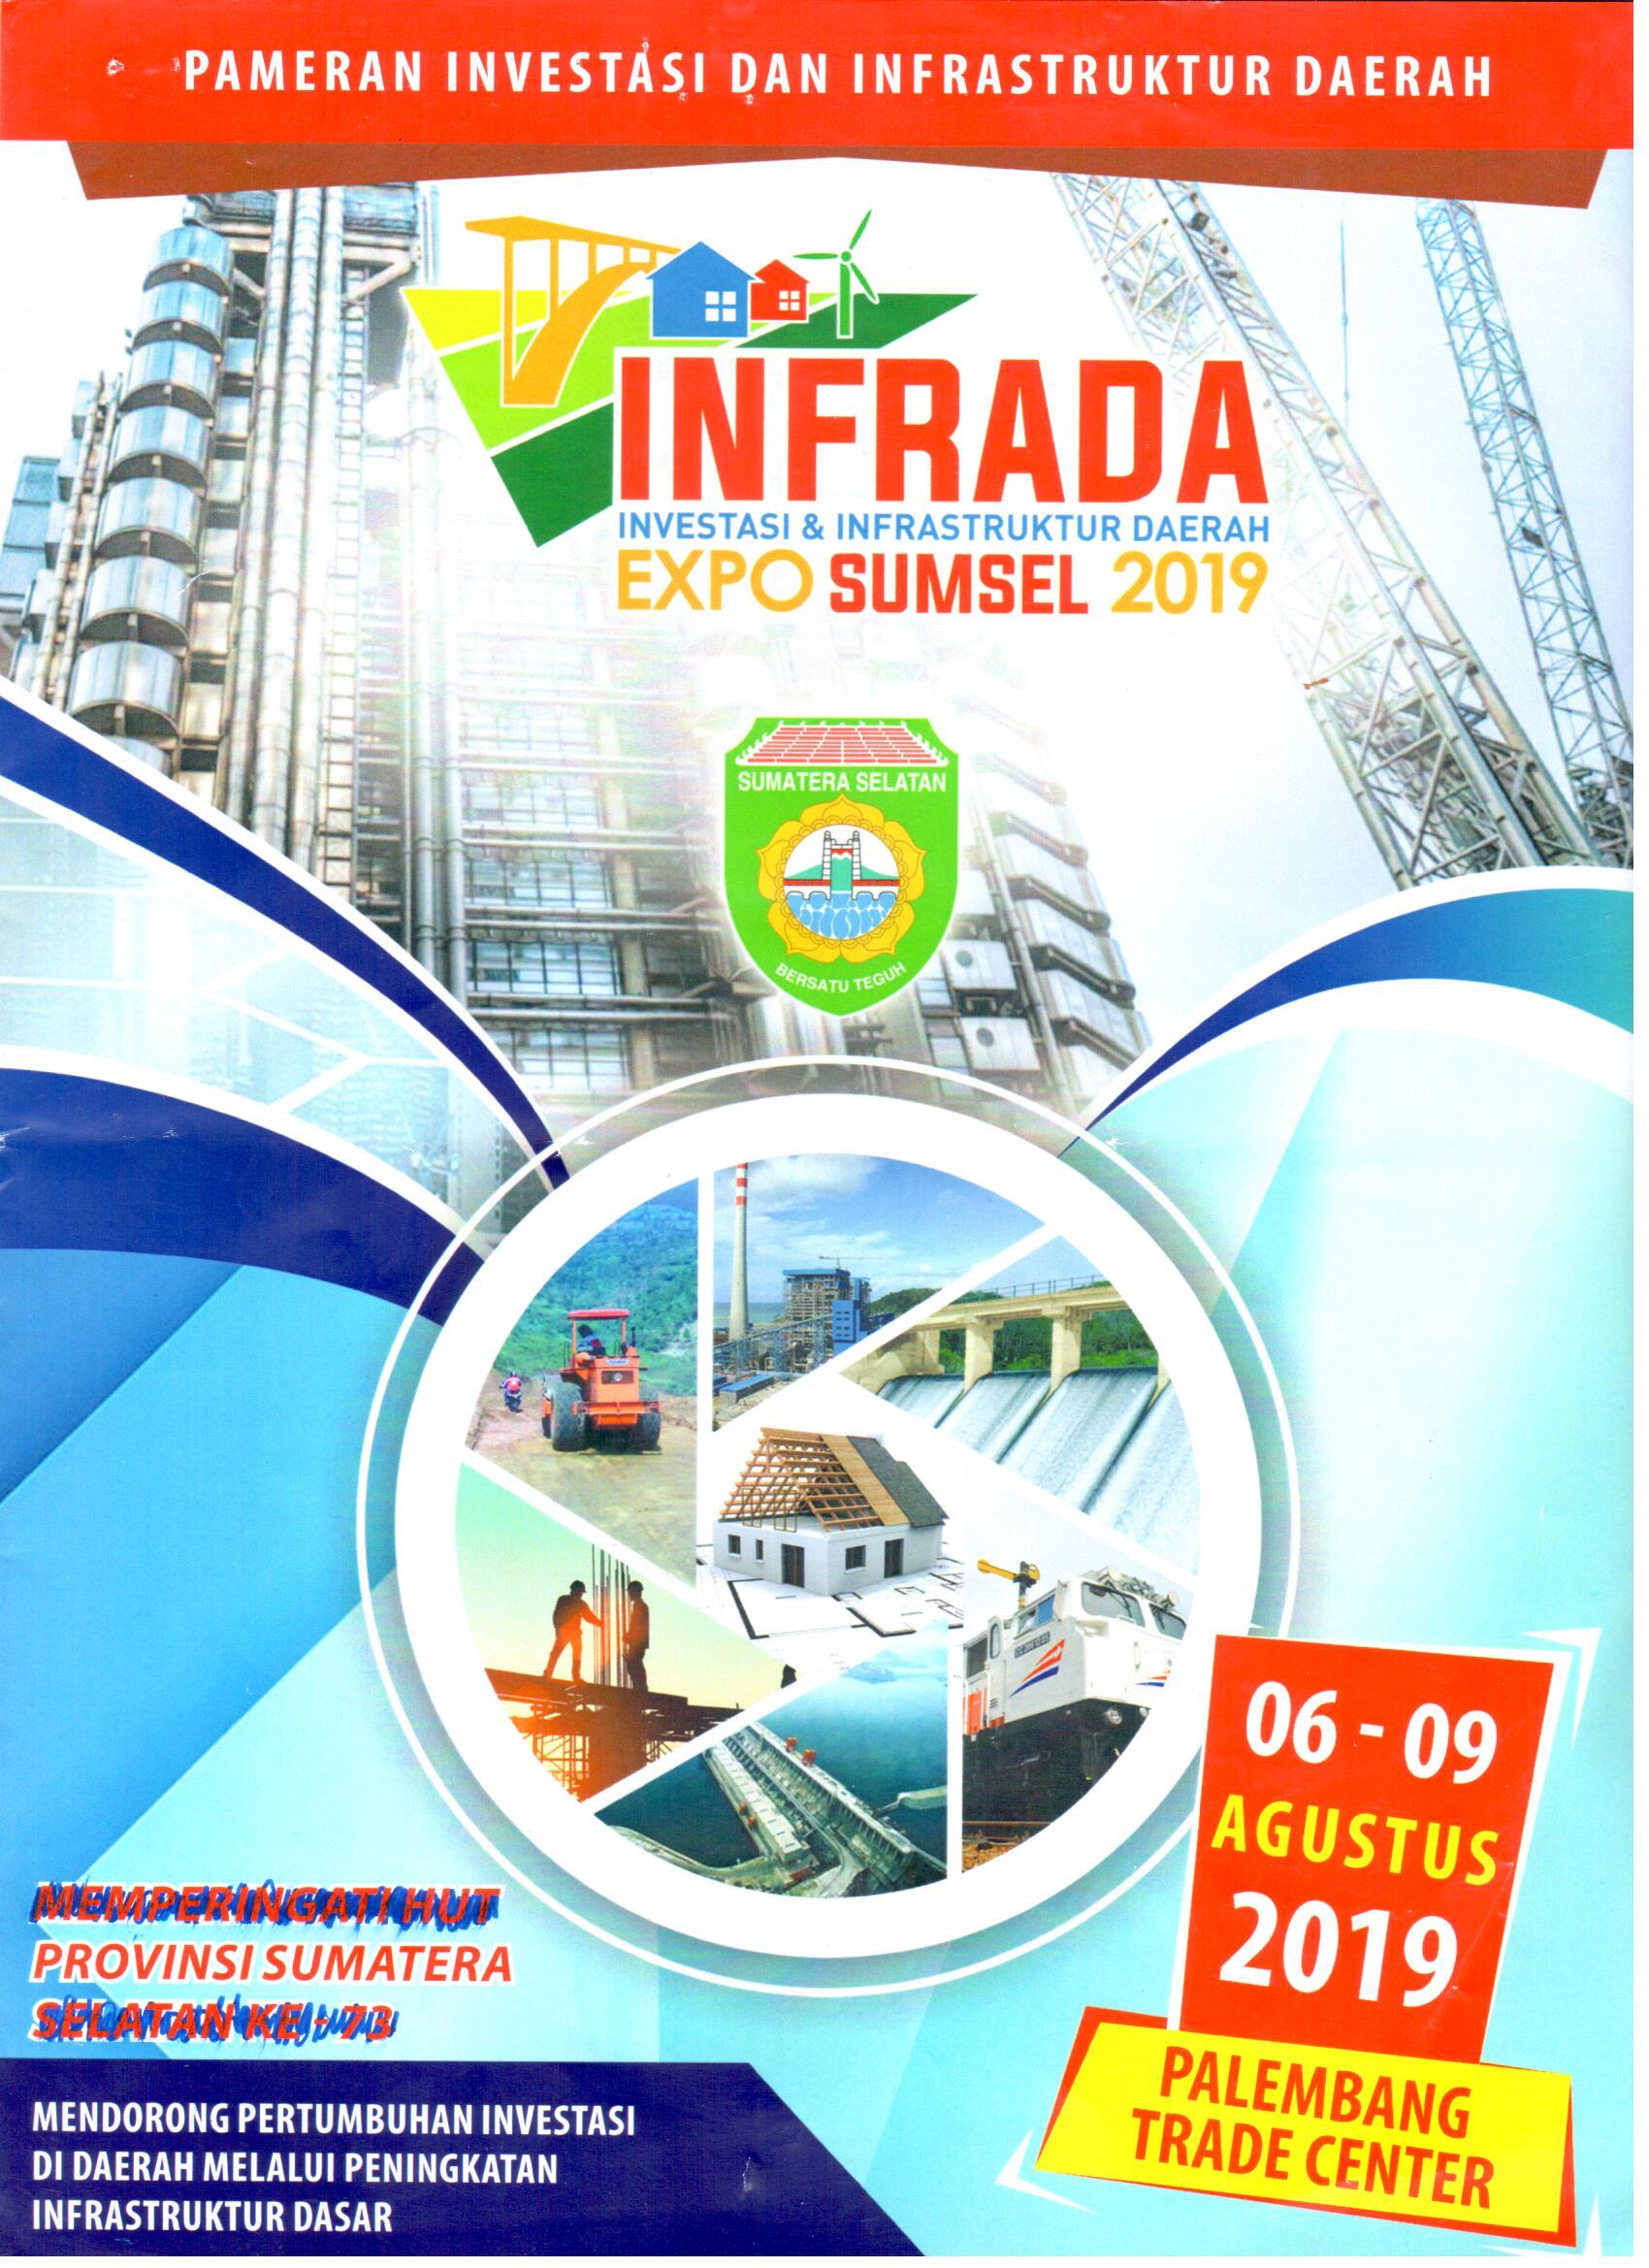 PAMERAN INVESTASI DAN INFRASTRUKTUR DAERAH
INFRADA
INVESTASI & INFRASTRUKTUR DAERAH
EXPO SUMSEL 2019
SUMATERA SELATAN
BERSATU TEGUH
06 - 09
AGUSTUS
2019
MEMPERINGATI HUT
PROVINSI SUMATERA
SELATAN KE - 73
PALEMBANG
TRADE CENTER
MENDORONG PERTUMBUHAN INVESTASI
DI DAERAH MELALUI PENINGKATAN
INFRASTRUKTUR DASAR